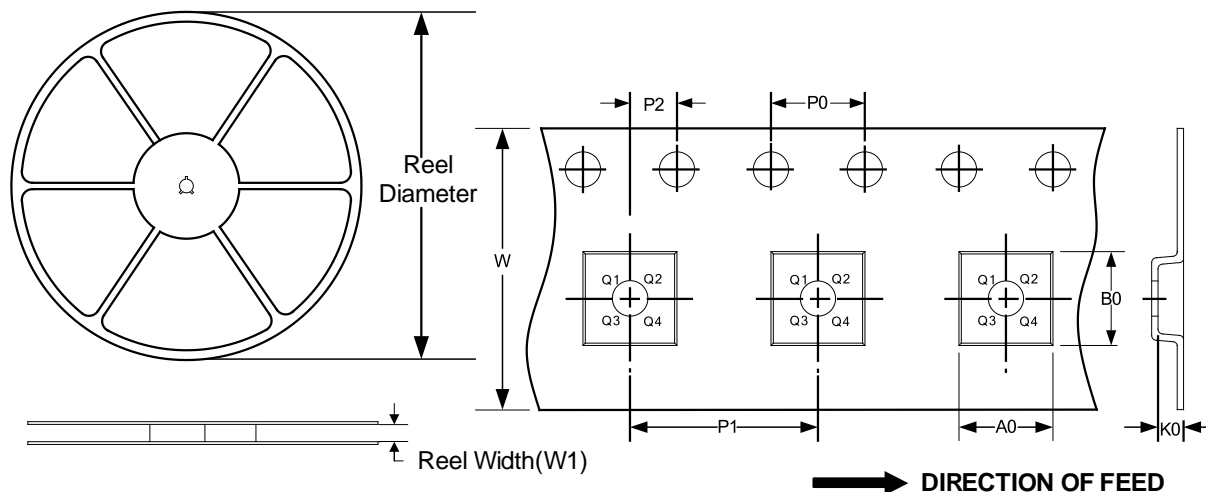 Reel
Diameter
Reel Width(W1)
P2
P0
W
Q1 Q2
Q3 Q4
Q1 Q2
Q3 Q4
Q1 Q2
Q3 Q4
B0
P1
A0
K0
DIRECTION OF FEED